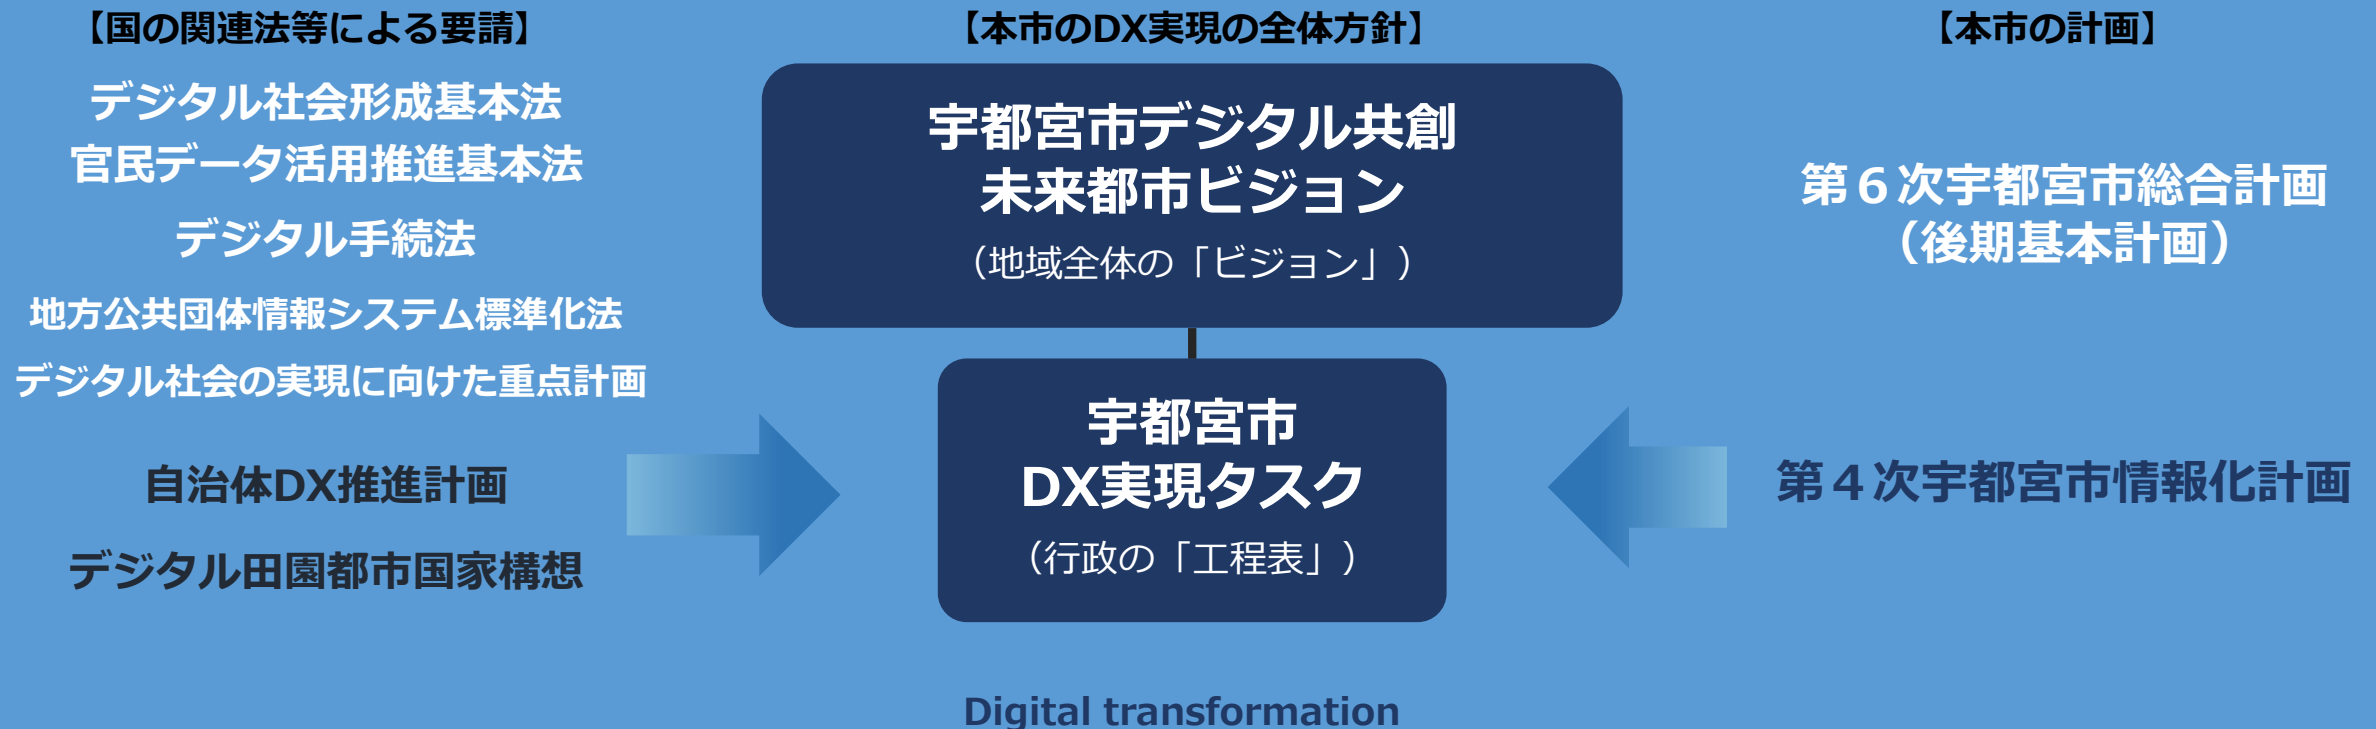 【国の関連法等による要請】
デジタル社会形成基本法
官民データ活用推進基本法
デジタル手続法
地方公共団体情報システム標準化法
デジタル社会の実現に向けた重点計画
自治体DX推進計画
デジタル田園都市国家構想
【本市のDX実現の全体方針】
宇都宮市デジタル共創
未来都市ビジョン
（地域全体の「ビジョン」）
宇都宮市
DX実現タスク
（行政の「工程表」）
【本市の計画】
第６次宇都宮市総合計画
（後期基本計画）
第４次宇都宮市情報化計画
Digital transformation